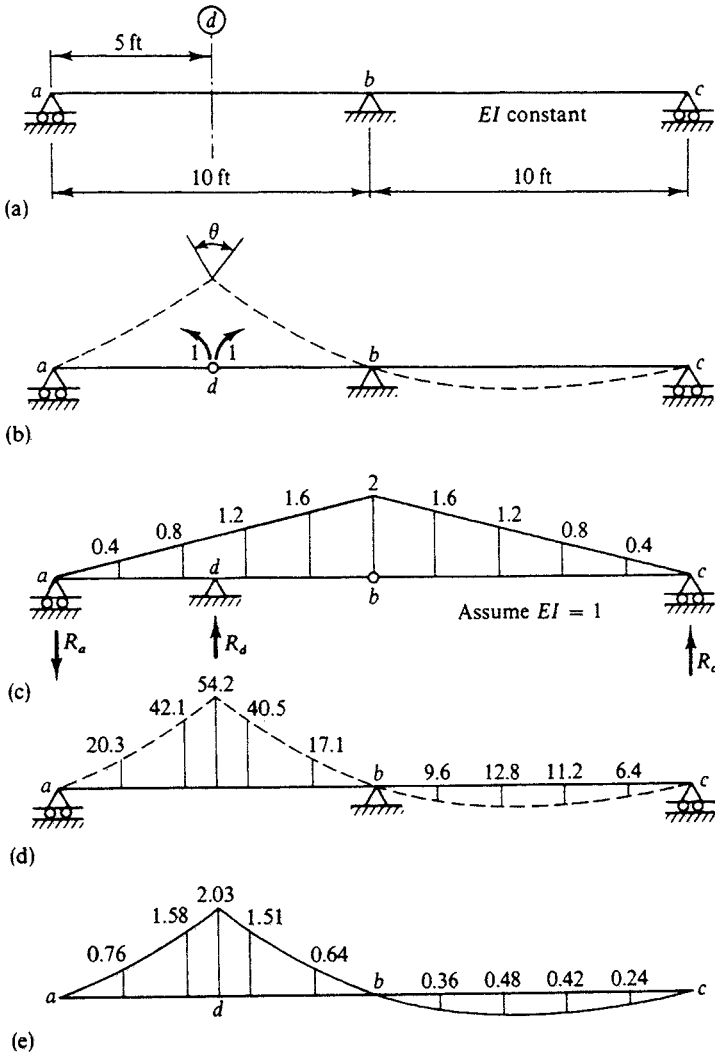 d
5 ft
a b c
EI constant
10 ft 10 ft
(a)
θ
a 1 1 b c
d
(b)
2
1.6 1.6
1.2 1.2
0.8 0.8
0.4 0.4
a d c
b
Assume EI = 1
R_a R_d R_c
(c)
54.2
42.1 40.5
20.3 17.1
a b 9.6 12.8 11.2 6.4 c
(d)
2.03
1.58 1.51
0.76 0.64
a d b 0.36 0.48 0.42 0.24 c
(e)